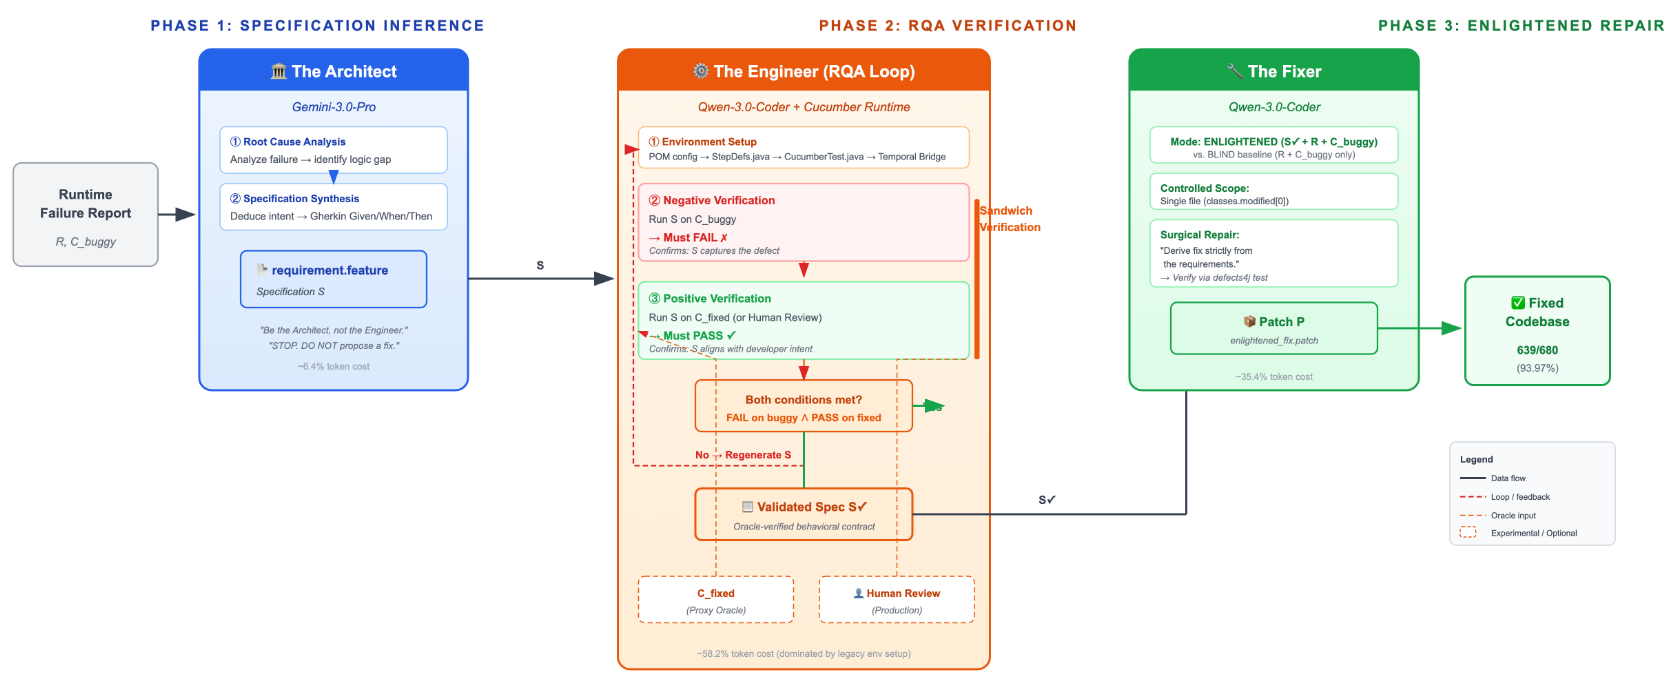 PHASE 1: SPECIFICATION INFERENCE
PHASE 2: RQA VERIFICATION
PHASE 3: ENLIGHTENED REPAIR
Runtime
Failure Report
R, C_buggy
🏛️ The Architect
Gemini-3.0-Pro
① Root Cause Analysis
Analyze failure → identify logic gap
② Specification Synthesis
Deduce intent → Gherkin Given/When/Then
requirement.feature
Specification S
"Be the Architect, not the Engineer."
"STOP. DO NOT propose a fix."
~6.4% token cost
S
⚙️ The Engineer (RQA Loop)
Qwen-3.0-Coder + Cucumber Runtime
① Environment Setup
POM config → StepDefs.java → CucumberTest.java → Temporal Bridge
② Negative Verification
Run S on C_buggy
→ Must FAIL ✗
Confirms: S captures the defect
Sandwich
Verification
③ Positive Verification
Run S on C_fixed (or Human Review)
→ Must PASS ✓
Confirms: S aligns with developer intent
Both conditions met?
FAIL on buggy ∧ PASS on fixed
No → Regenerate S
📋 Validated Spec S✓
Oracle-verified behavioral contract
C_fixed
(Proxy Oracle)
👤 Human Review
(Production)
~58.2% token cost (dominated by legacy env setup)
S✓
🔧 The Fixer
Qwen-3.0-Coder
Mode: ENLIGHTENED (S✓ + R + C_buggy)
vs. BLIND baseline (R + C_buggy only)
Controlled Scope:
Single file (classes.modified[0])
Surgical Repair:
"Derive fix strictly from
the requirements."
→ Verify via defects4j test
📦 Patch P
enlightened_fix.patch
~35.4% token cost
✅ Fixed
Codebase
639/680
(93.97%)
Legend
Data flow
Loop / feedback
Oracle input
Experimental / Optional